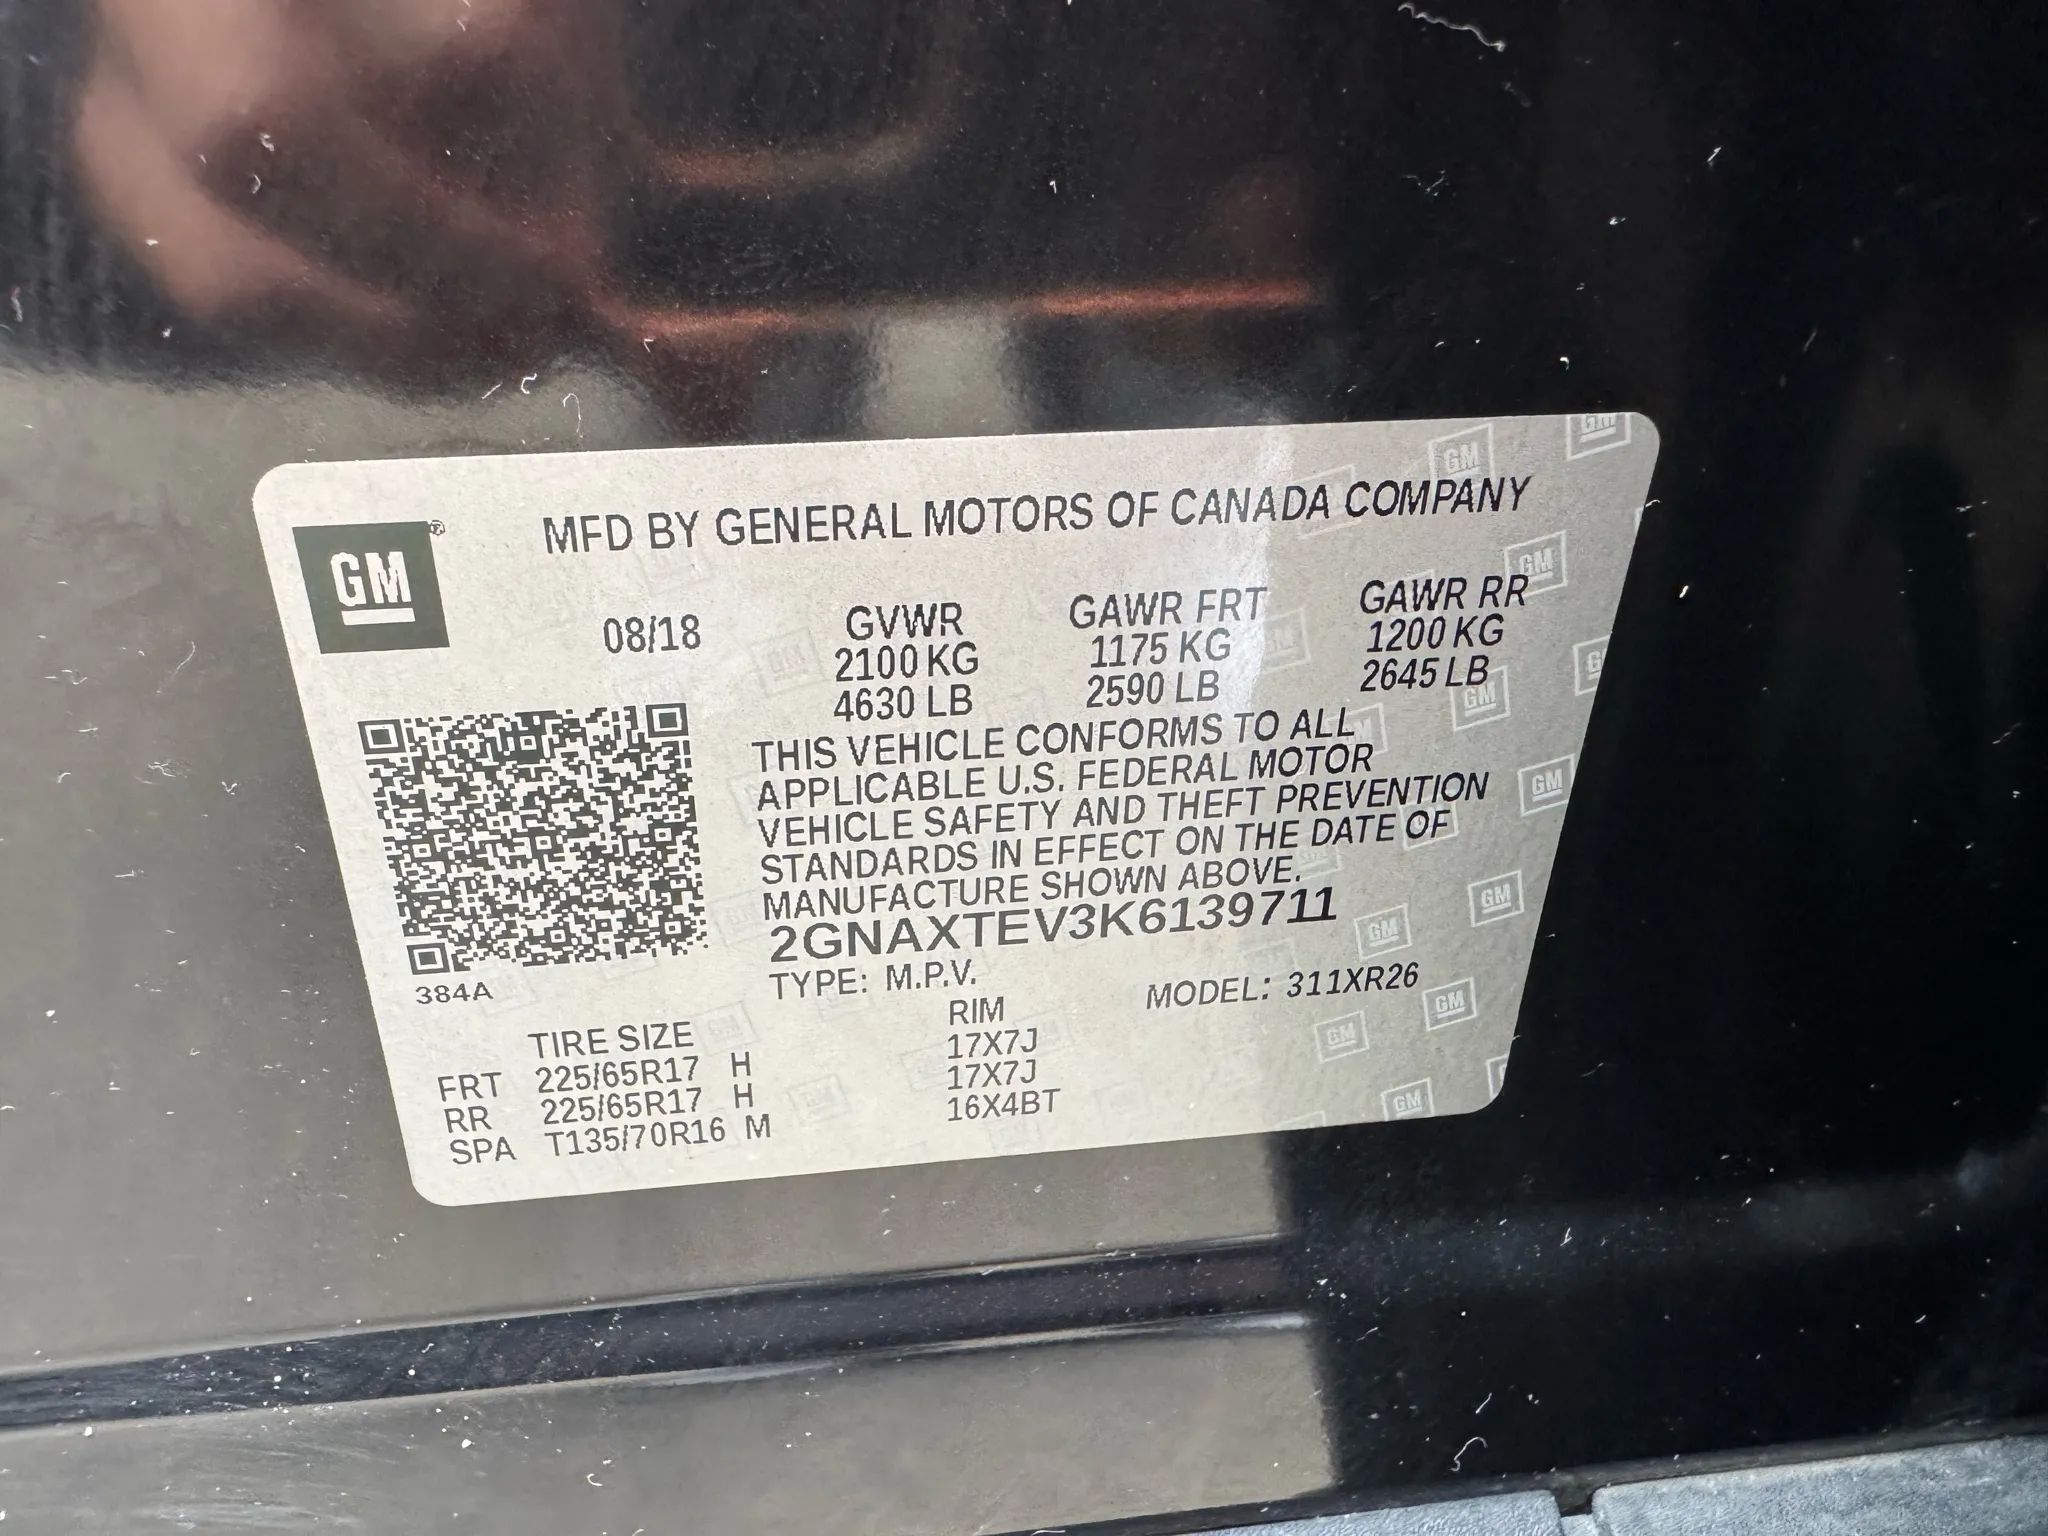 GM®
MFD BY GENERAL MOTORS OF CANADA COMPANY
08/18
GVWR
2100 KG
4630 LB
GAWR FRT
1175 KG
2590 LB
GAWR RR
1200 KG
2645 LB
THIS VEHICLE CONFORMS TO ALL
APPLICABLE U.S. FEDERAL MOTOR
VEHICLE SAFETY AND THEFT PREVENTION
STANDARDS IN EFFECT ON THE DATE OF
MANUFACTURE SHOWN ABOVE.
2GNAXTEV3K6139711
TYPE: M.P.V.
MODEL: 311XR26
384A
TIRE SIZE RIM
FRT 225/65R17 H 17X7J
RR 225/65R17 H 17X7J
SPA T135/70R16 M 16X4BT